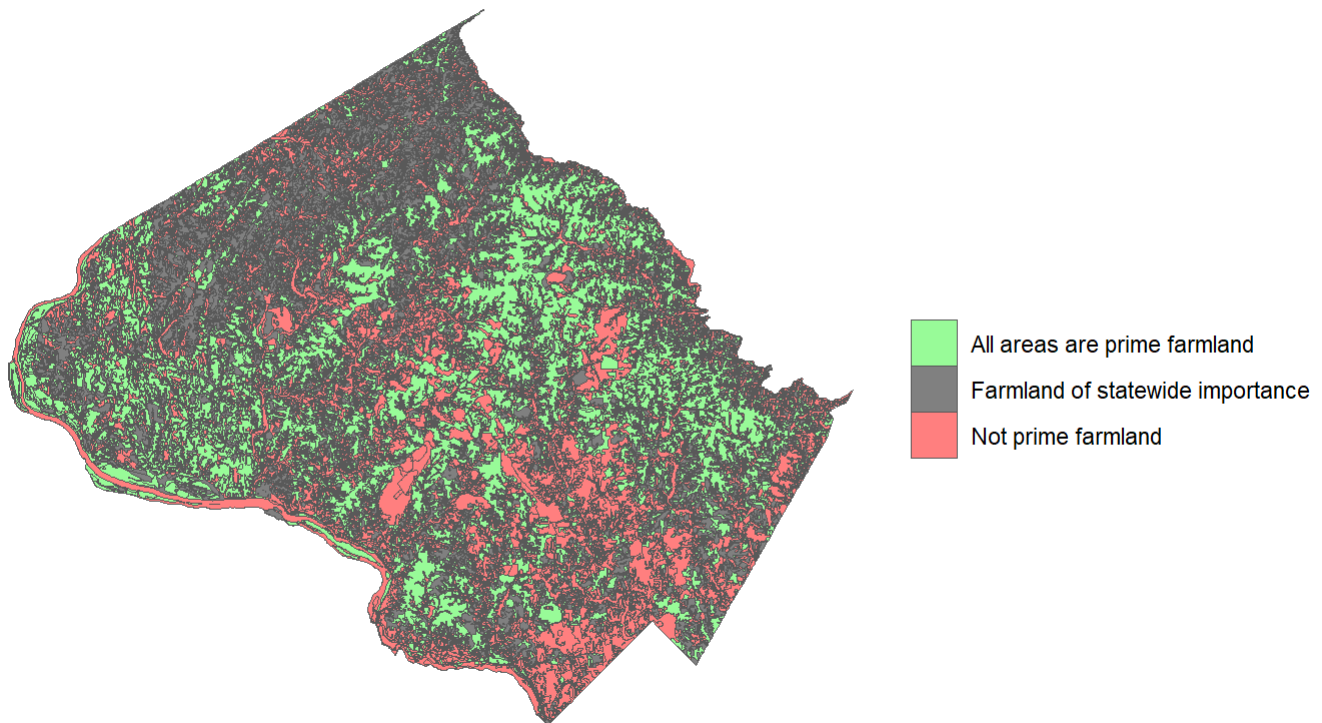 All areas are prime farmland
Farmland of statewide importance
Not prime farmland